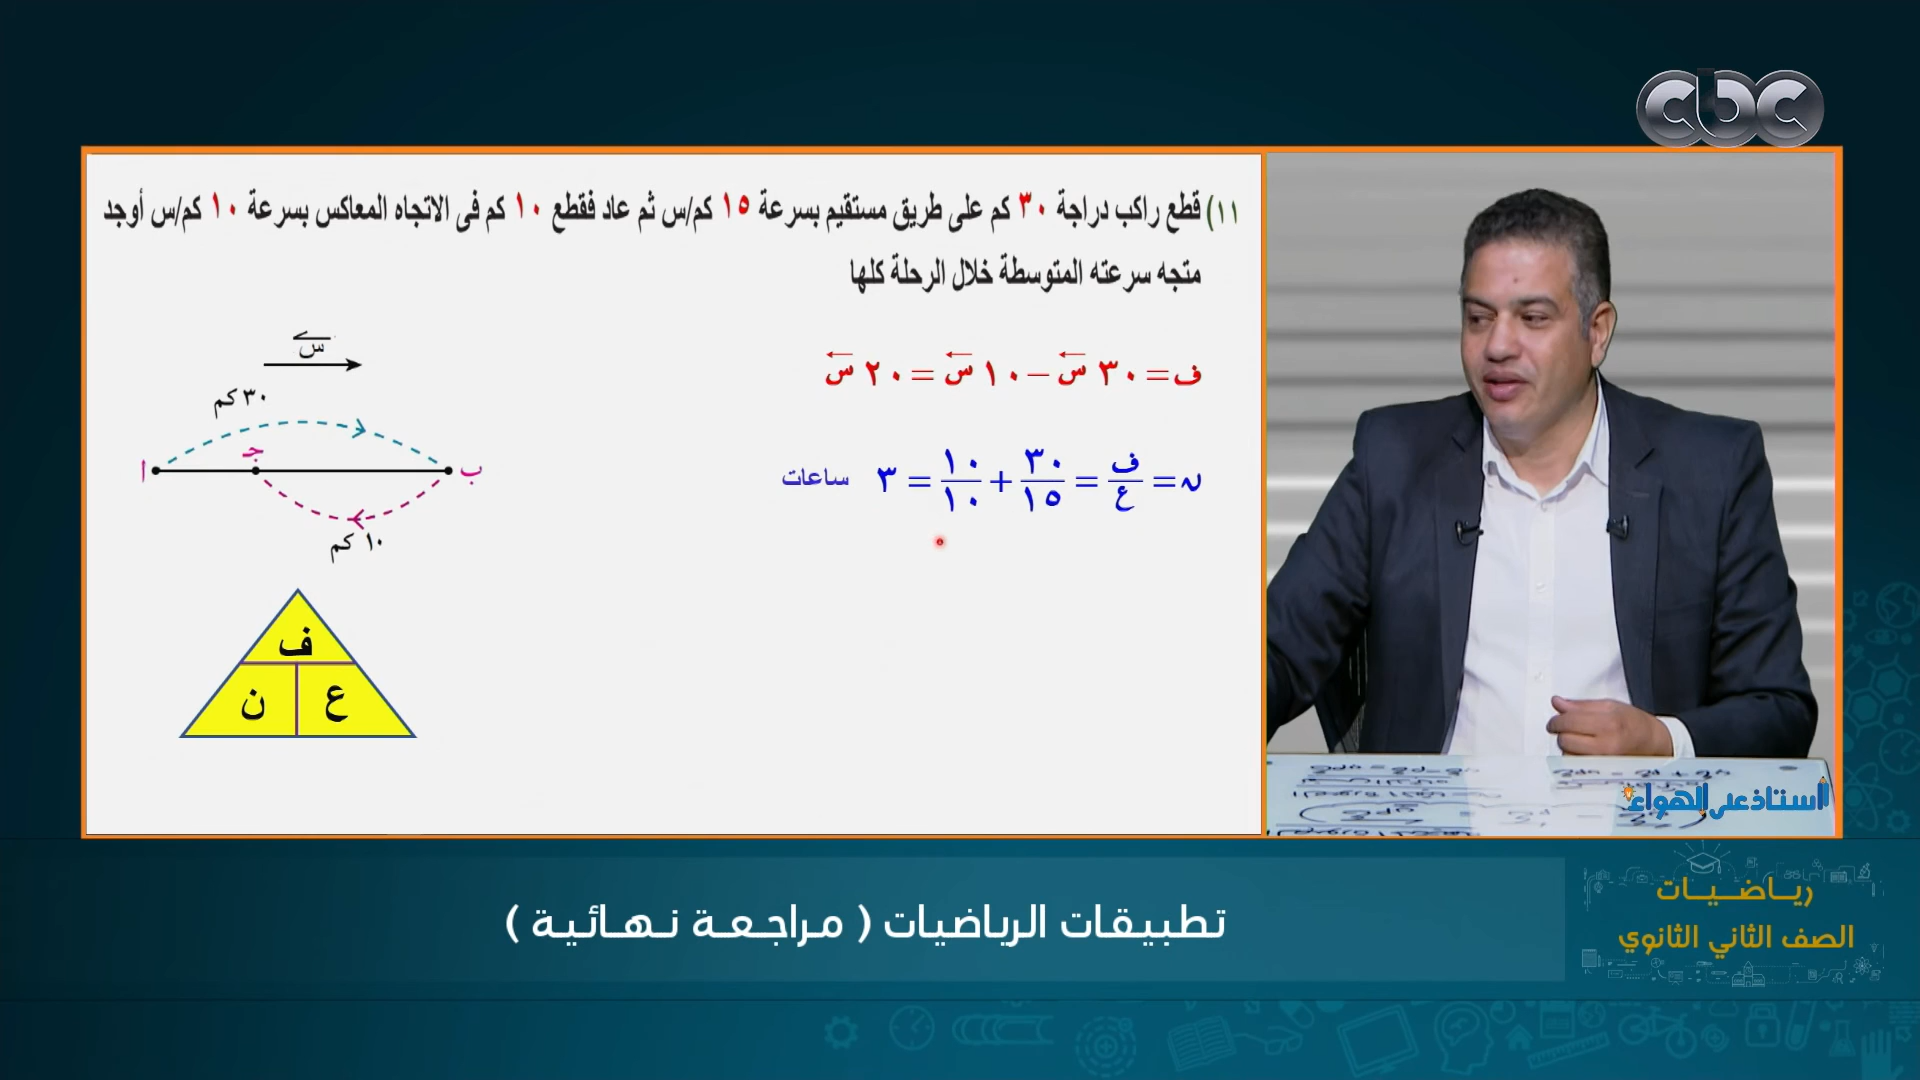 cbc
١١) قطع راكب دراجة ٣٠ كم على طريق مستقيم بسرعة ١٥ كم/س ثم عاد فقطع ١٠ كم فى الاتجاه المعاكس بسرعة ١٠ كم/س أوجد
متجه سرعته المتوسطة خلال الرحلة كلها
ف = ٣٠ س − ١٠ س = ٢٠ س
ن = ف/ع = ٣٠/١٥ + ١٠/١٠ = ٣ ساعات
س
٣٠ كم
أ
جـ
ب
١٠ كم
ف
ع
ن
أستاذ على الهواء
رياضيات
الصف الثاني الثانوي
تطبيقات الرياضيات ( مراجعة نهائية )